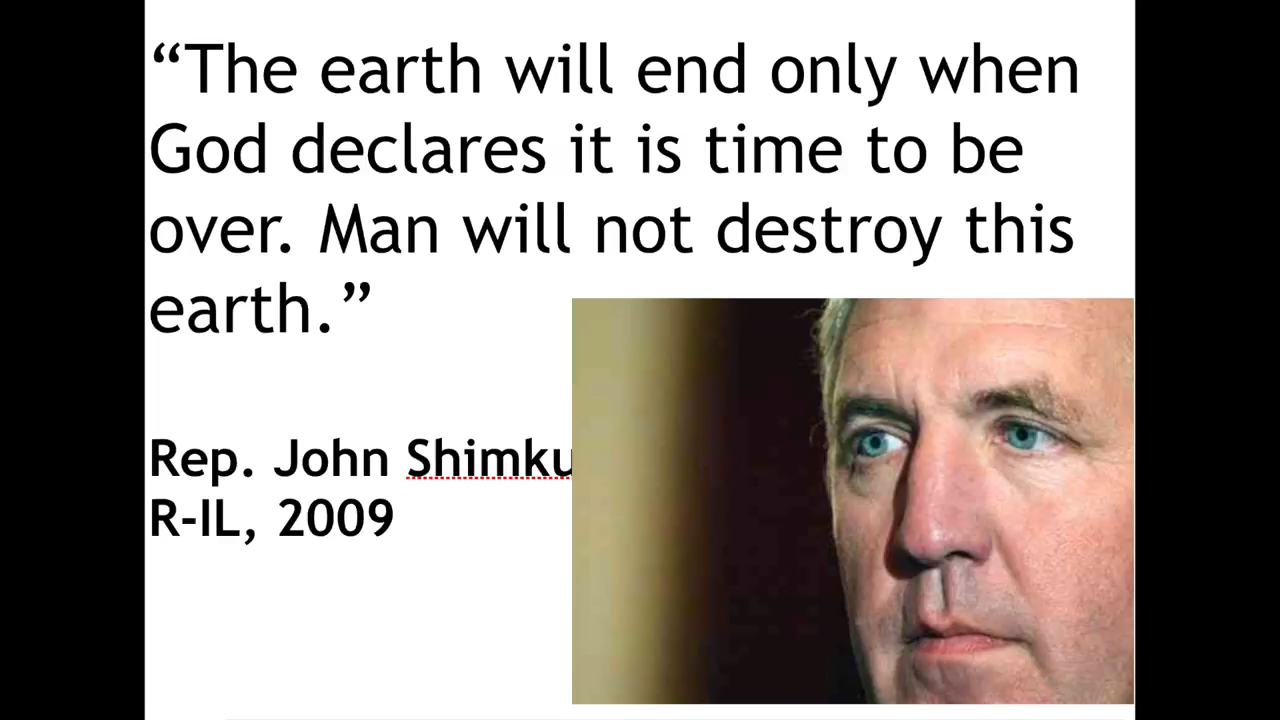 “The earth will end only when
God declares it is time to be
over. Man will not destroy this
earth.”
Rep. John Shimku
R-IL, 2009